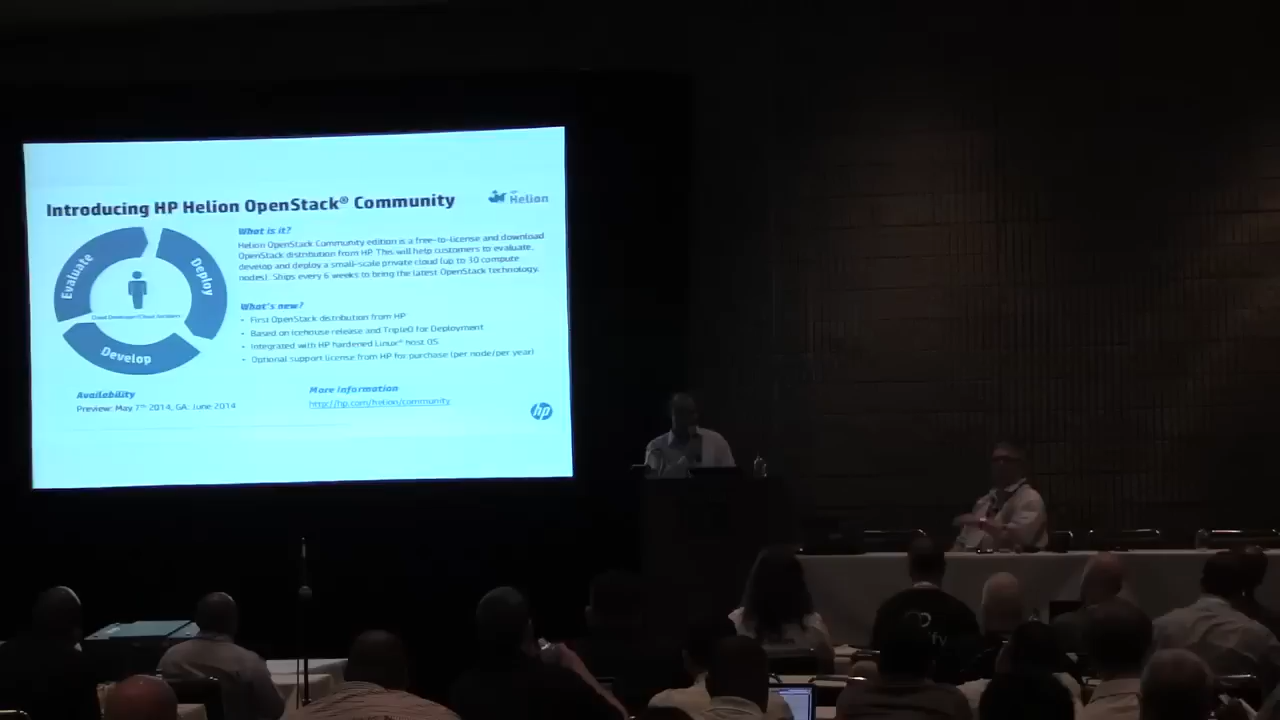 Introducing HP Helion OpenStack® Community
HP
Helion
Evaluate
Deploy
Develop
Cloud Developer/Cloud Architect
What is it?
Helion OpenStack Community edition is a free-to-license and download
OpenStack distribution from HP. This will help customers to evaluate,
develop and deploy a small-scale private cloud (up to 30 compute
nodes). Ships every 6 weeks to bring the latest OpenStack technology.
What's new?
• First OpenStack distribution from HP
• Based on Icehouse release and TripleO for Deployment
• Integrated with HP hardened Linux® host OS
• Optional support license from HP for purchase (per node/per year)
Availability
Preview: May 7th 2014, GA: June 2014
More information
http://hp.com/helion/community
hp